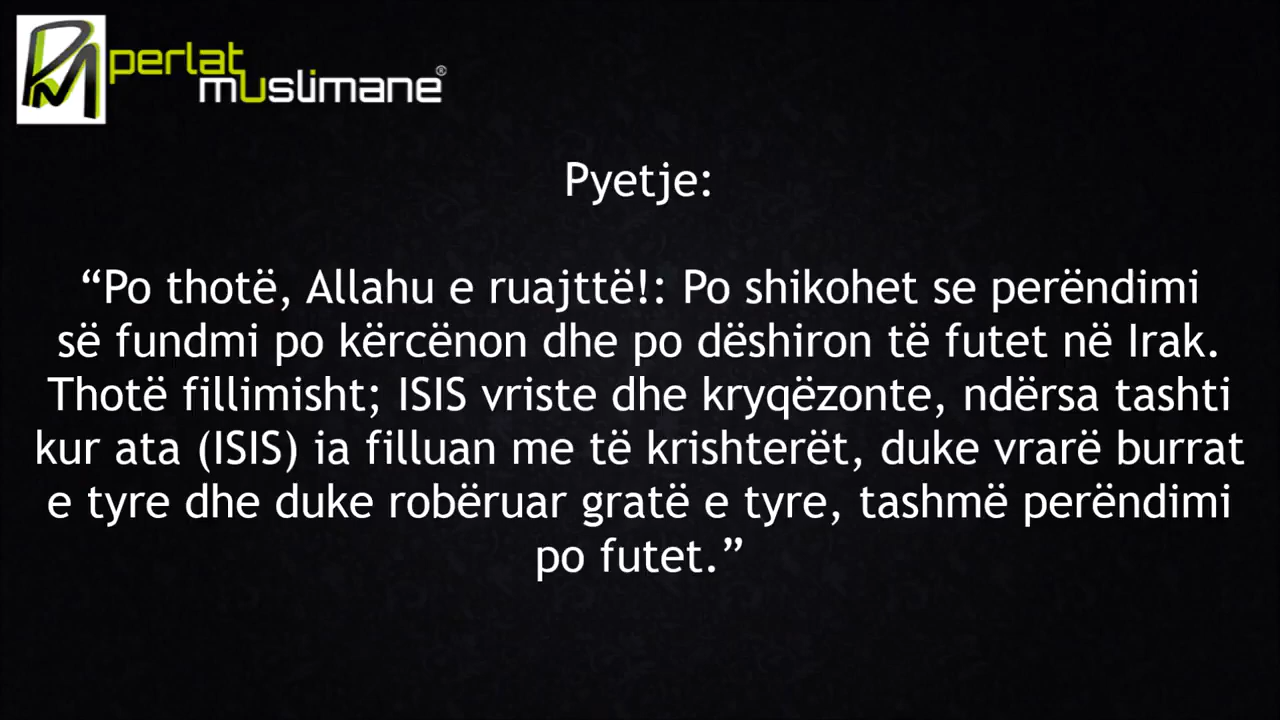 perlat
muslimane®
Pyetje:
“Po thotë, Allahu e ruajttë!: Po shikohet se perëndimi
së fundmi po kërcënon dhe po dëshiron të futet në Irak.
Thotë fillimisht; ISIS vriste dhe kryqëzonte, ndërsa tashti
kur ata (ISIS) ia filluan me të krishterët, duke vrarë burrat
e tyre dhe duke robëruar gratë e tyre, tashmë perëndimi
po futet.”